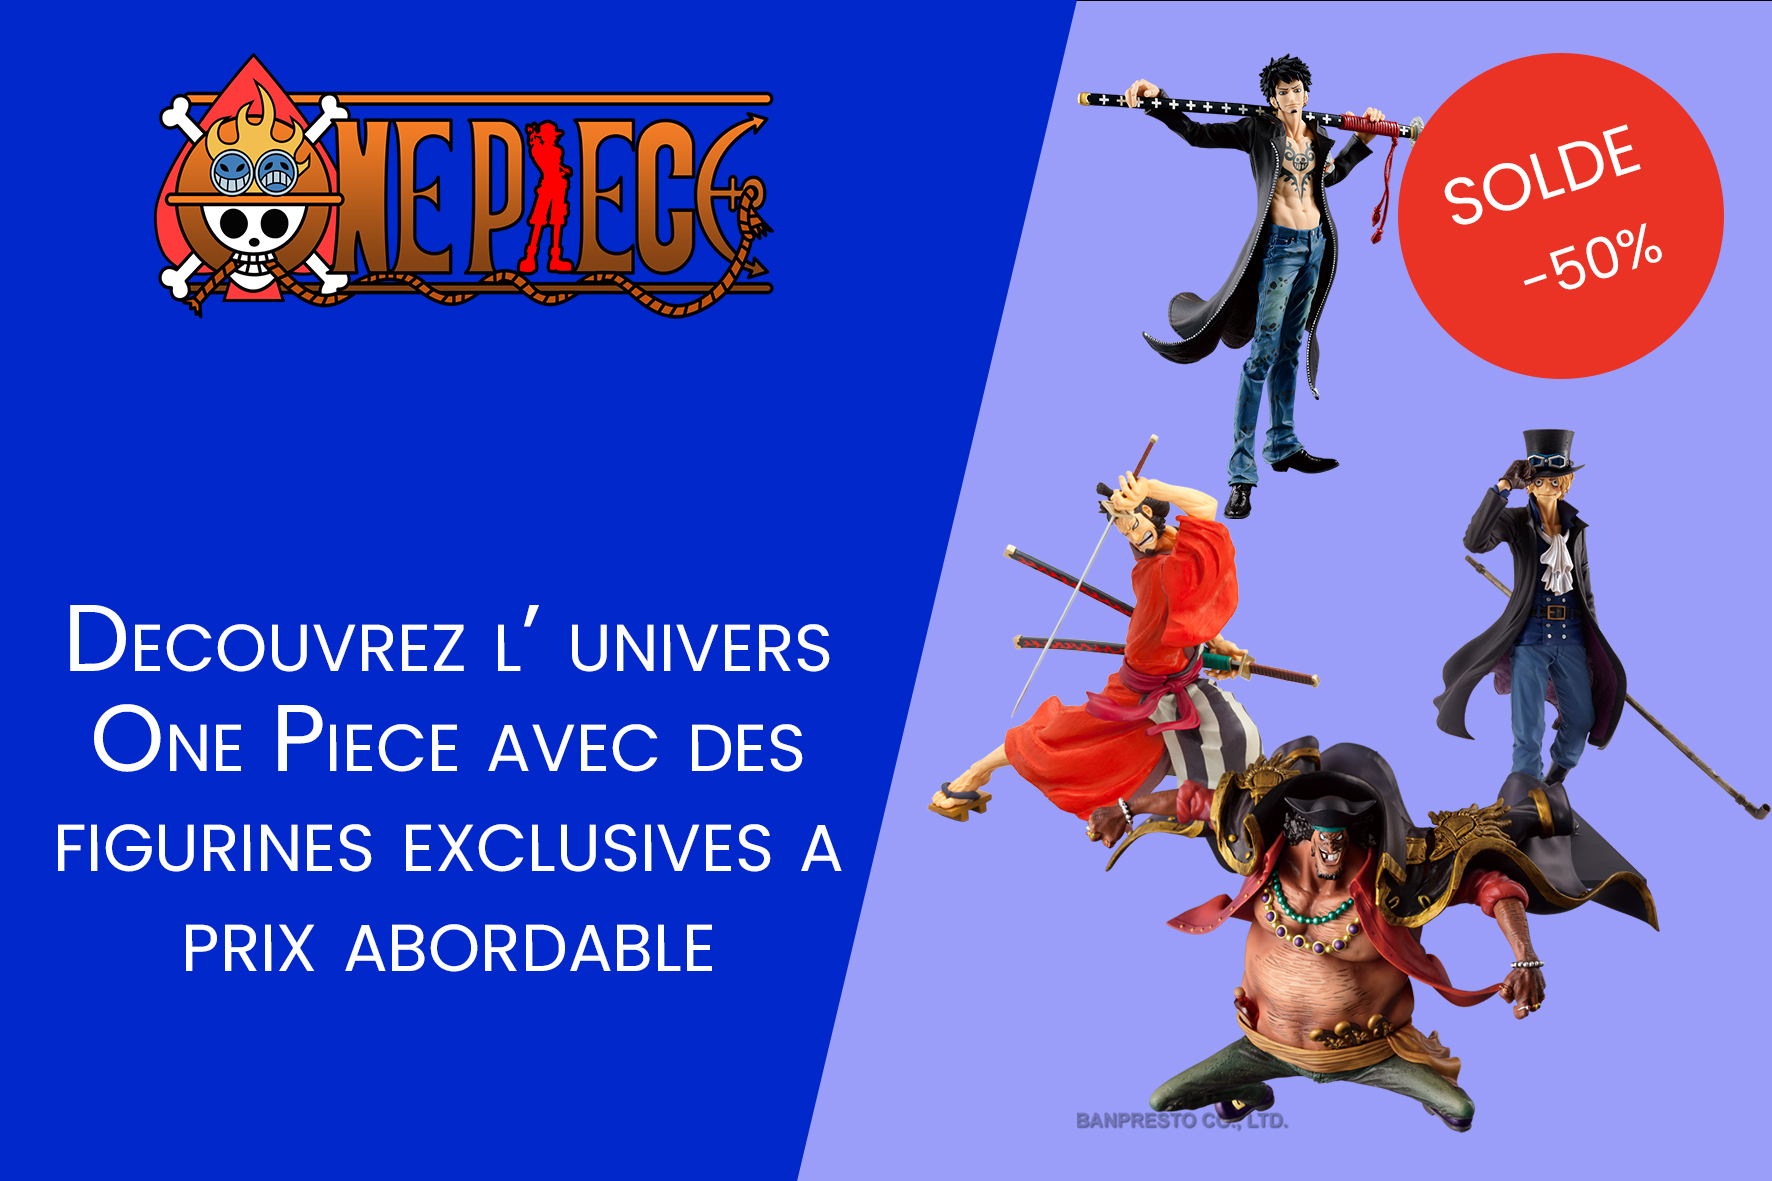 ONE PIECE
SOLDE
-50%
Decouvrez l’ univers
One Piece avec des
figurines exclusives a
prix abordable
BANPRESTO CO., LTD.